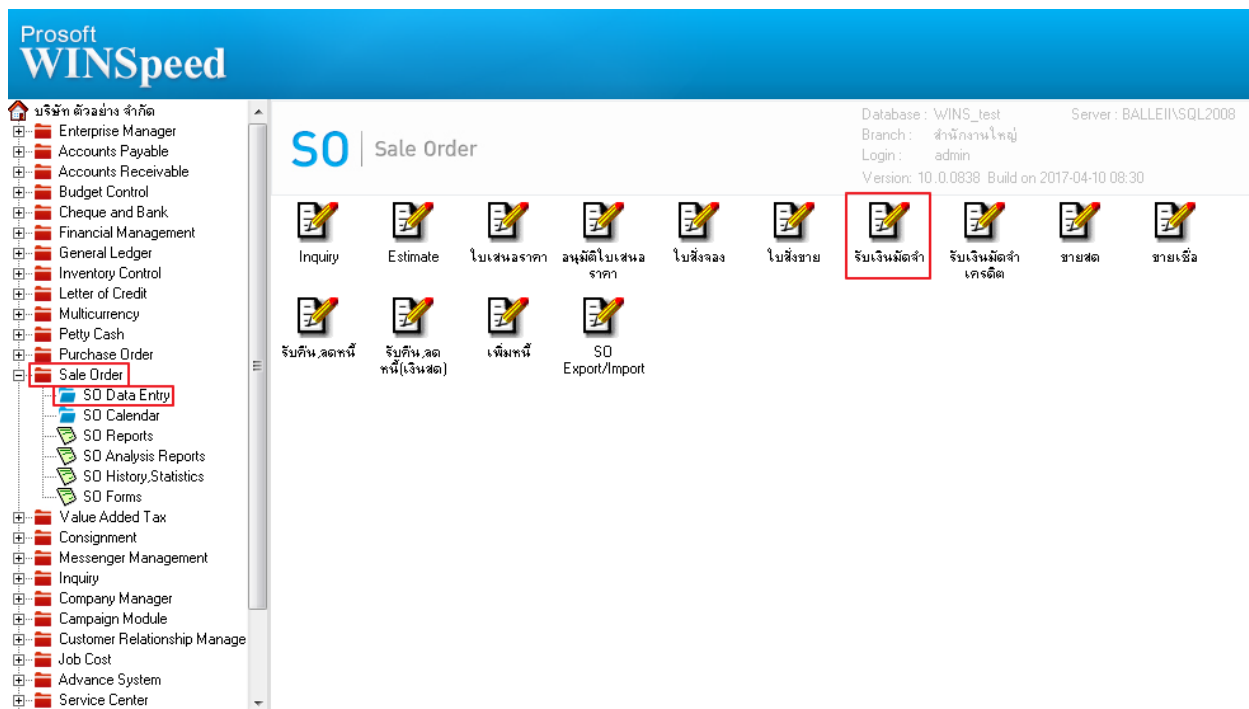 Prosoft
WINSpeed
บริษัท ตัวอย่าง จำกัด
Enterprise Manager
Accounts Payable
Accounts Receivable
Budget Control
Cheque and Bank
Financial Management
General Ledger
Inventory Control
Letter of Credit
Multicurrency
Petty Cash
Purchase Order
Sale Order
SO Data Entry
SO Calendar
SO Reports
SO Analysis Reports
SO History,Statistics
SO Forms
Value Added Tax
Consignment
Messenger Management
Inquiry
Company Manager
Campaign Module
Customer Relationship Manage
Job Cost
Advance System
Service Center
SO Sale Order
Database : WINS_test Server : BALLEII\SQL2008
Branch : สำนักงานใหญ่
Login : admin
Version: 10.0.0838 Build on 2017-04-10 08:30
Inquiry
Estimate
ใบเสนอราคา
อนุมัติใบเสนอ
ราคา
ใบสั่งจอง
ใบสั่งขาย
รับเงินมัดจำ
รับเงินมัดจำ
เครดิต
ขายสด
ขายเชื่อ
รับคืน,ลดหนี้
รับคืน,ลด
หนี้(เงินสด)
เพิ่มหนี้
SO
Export/Import